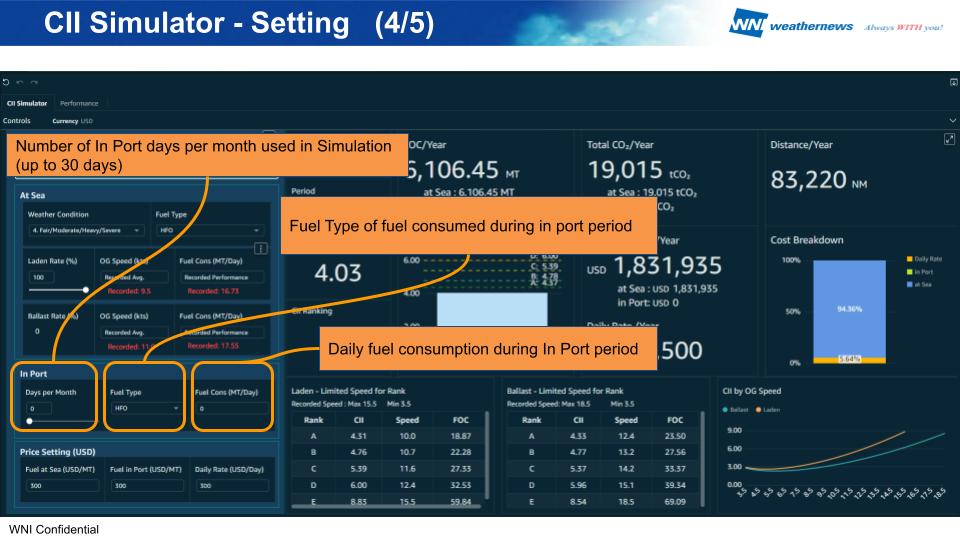 CII Simulator - Setting (4/5)
WNI weathernews Always WITH you!
CII Simulator Performance
Controls Currency USD
Number of In Port days per month used in Simulation
(up to 30 days)
OC/Year
6,106.45 MT
at Sea : 6,106.45 MT
Total CO₂/Year
19,015 tCO₂
at Sea : 19,015 tCO₂
CO₂
Distance/Year
83,220 NM
Period
At Sea
Weather Condition Fuel Type
4. Fair/Moderate/Heavy/Severe HFO
Fuel Type of fuel consumed during in port period
Laden Rate (%) OG Speed (kts) Fuel Cons (MT/Day)
100 Recorded Avg. Recorded Performance
Recorded: 9.5 Recorded: 16.73
Ballast Rate (%) OG Speed (kts) Fuel Cons (MT/Day)
0 Recorded Avg. Recorded Performance
Recorded: 11. Recorded: 17.55
4.03
CII Ranking
6.00
4.00
2.00
D: 6.00
C: 5.39
B: 4.78
A: 4.37
/Year
USD 1,831,935
at Sea : USD 1,831,935
in Port: USD 0
Daily Rate /Year
,500
Cost Breakdown
100%
50%
0%
94.36%
5.64%
Daily Rate
in Port
at Sea
Daily fuel consumption during In Port period
In Port
Days per Month Fuel Type Fuel Cons (MT/Day)
0 HFO 0
Price Setting (USD)
Fuel at Sea (USD/MT) Fuel in Port (USD/MT) Daily Rate (USD/Day)
300 300 300
Laden - Limited Speed for Rank
Recorded Speed : Max 15.5 Min 3.5
Rank CII Speed FOC
A 4.31 10.0 18.87
B 4.76 10.7 22.28
C 5.39 11.6 27.33
D 6.00 12.4 32.53
E 8.83 15.5 59.84
Ballast - Limited Speed for Rank
Recorded Speed: Max 18.5 Min 3.5
Rank CII Speed FOC
A 4.33 12.4 23.50
B 4.77 13.2 27.56
C 5.37 14.2 33.37
D 5.96 15.1 39.34
E 8.54 18.5 69.09
CII by OG Speed
Ballast Laden
9.00
6.00
3.00
0.00
3.5 4.5 5.5 6.5 7.5 8.5 9.5 10.5 11.5 12.5 13.5 14.5 15.5 16.5 17.5 18.5
WNI Confidential